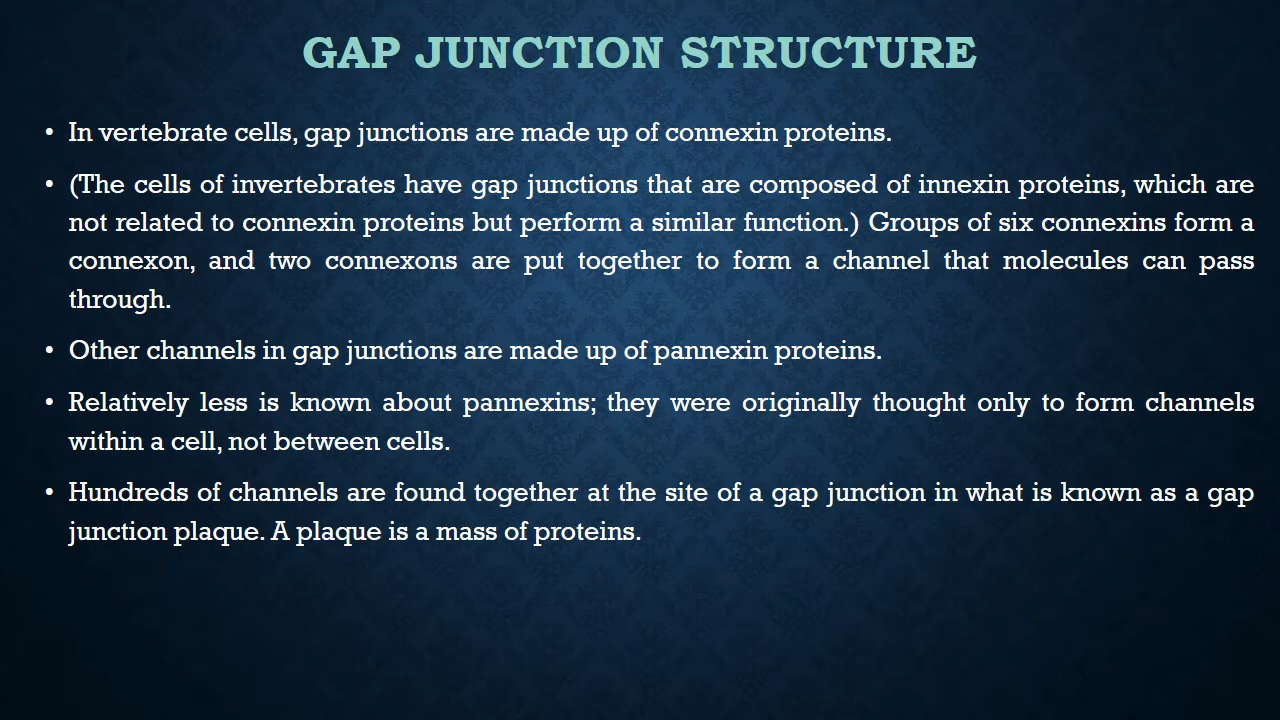 GAP JUNCTION STRUCTURE
• In vertebrate cells, gap junctions are made up of connexin proteins.
• (The cells of invertebrates have gap junctions that are composed of innexin proteins, which are
not related to connexin proteins but perform a similar function.) Groups of six connexins form a
connexon, and two connexons are put together to form a channel that molecules can pass
through.
• Other channels in gap junctions are made up of pannexin proteins.
• Relatively less is known about pannexins; they were originally thought only to form channels
within a cell, not between cells.
• Hundreds of channels are found together at the site of a gap junction in what is known as a gap
junction plaque. A plaque is a mass of proteins.